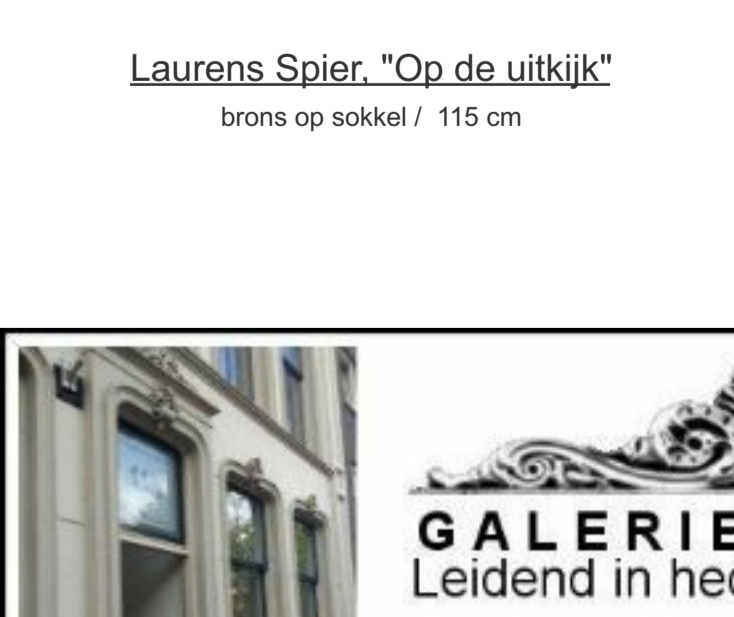 Laurens Spier, "Op de uitkijk"
brons op sokkel / 115 cm
GALERIE
Leidend in